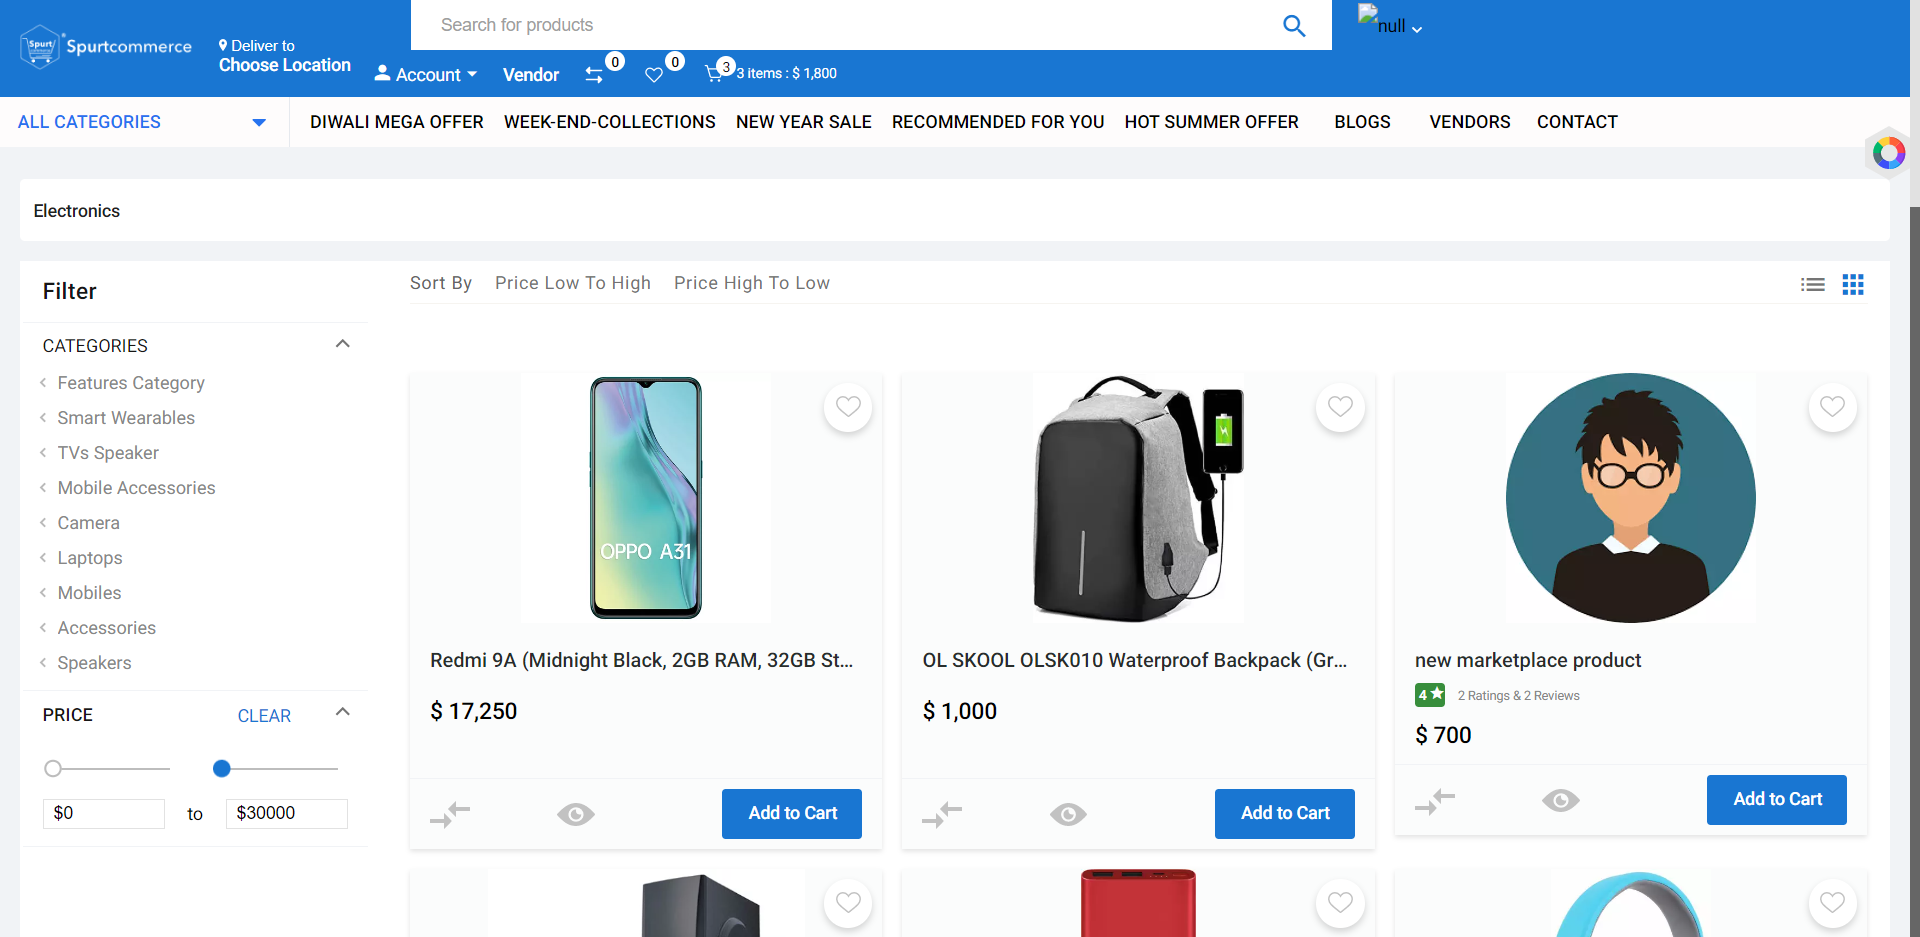 Search for products
null
Spurt
Spurtcommerce
Deliver to
Choose Location
Account
Vendor
0
0
3
3 items : $ 1,800
ALL CATEGORIES
DIWALI MEGA OFFER
WEEK-END-COLLECTIONS
NEW YEAR SALE
RECOMMENDED FOR YOU
HOT SUMMER OFFER
BLOGS
VENDORS
CONTACT
Electronics
Filter
CATEGORIES
Features Category
Smart Wearables
TVs Speaker
Mobile Accessories
Camera
Laptops
Mobiles
Accessories
Speakers
PRICE
CLEAR
$0
to
$30000
Sort By
Price Low To High
Price High To Low
OPPO A31
Redmi 9A (Midnight Black, 2GB RAM, 32GB St...
$ 17,250
Add to Cart
OL SKOOL OLSK010 Waterproof Backpack (Gr...
$ 1,000
Add to Cart
new marketplace product
4
2 Ratings & 2 Reviews
$ 700
Add to Cart